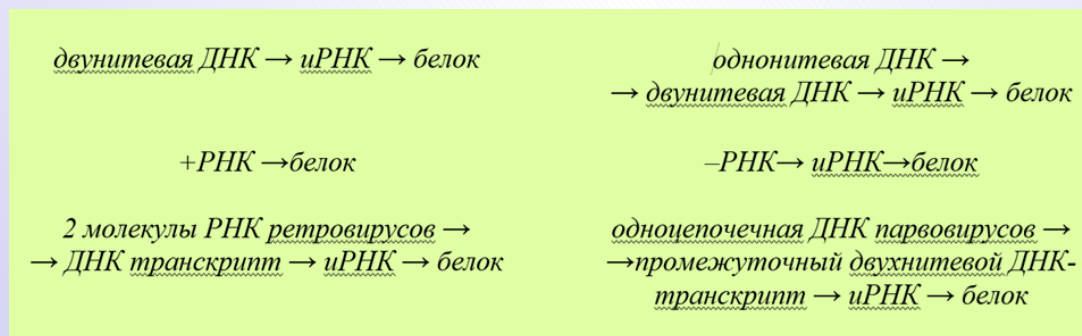 двунитевая ДНК → иРНК → белок
однонитевая ДНК →
→ двунитевая ДНК → иРНК → белок
+РНК →белок
–РНК→ иРНК→белок
2 молекулы РНК ретровирусов →
→ ДНК транскрипт → иРНК → белок
одноцепочечная ДНК парвовирусов →
→промежуточный двухнитевой ДНК-
транскрипт → иРНК → белок